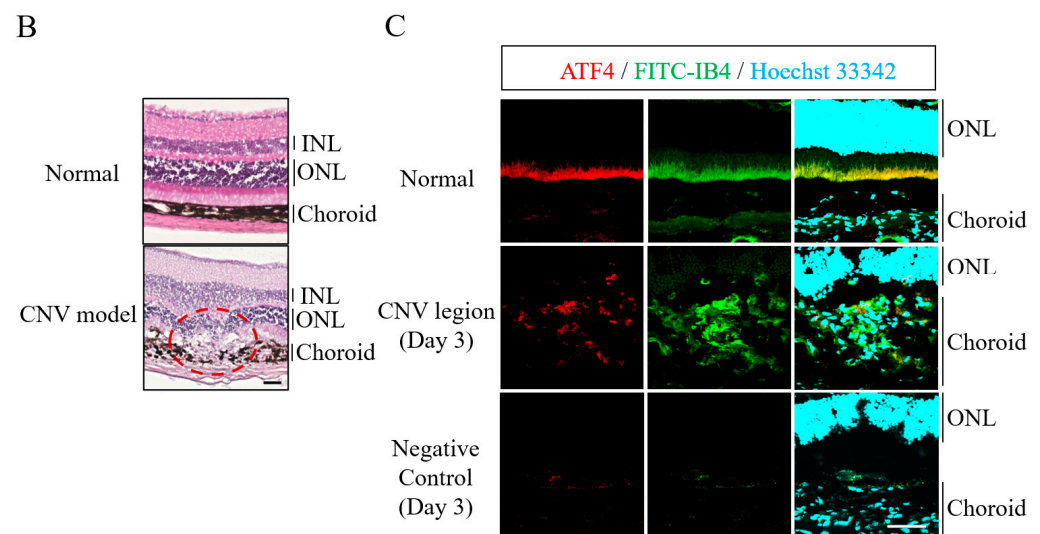 B
Normal
INL
ONL
Choroid
CNV model
INL
ONL
Choroid
C
ATF4 / FITC-IB4 / Hoechst 33342
Normal
ONL
Choroid
CNV legion
(Day 3)
ONL
Choroid
Negative
Control
(Day 3)
ONL
Choroid